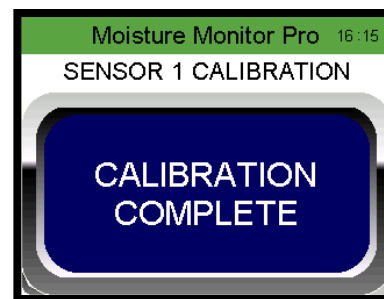 Moisture Monitor Pro 16:15
SENSOR 1 CALIBRATION
CALIBRATION
COMPLETE